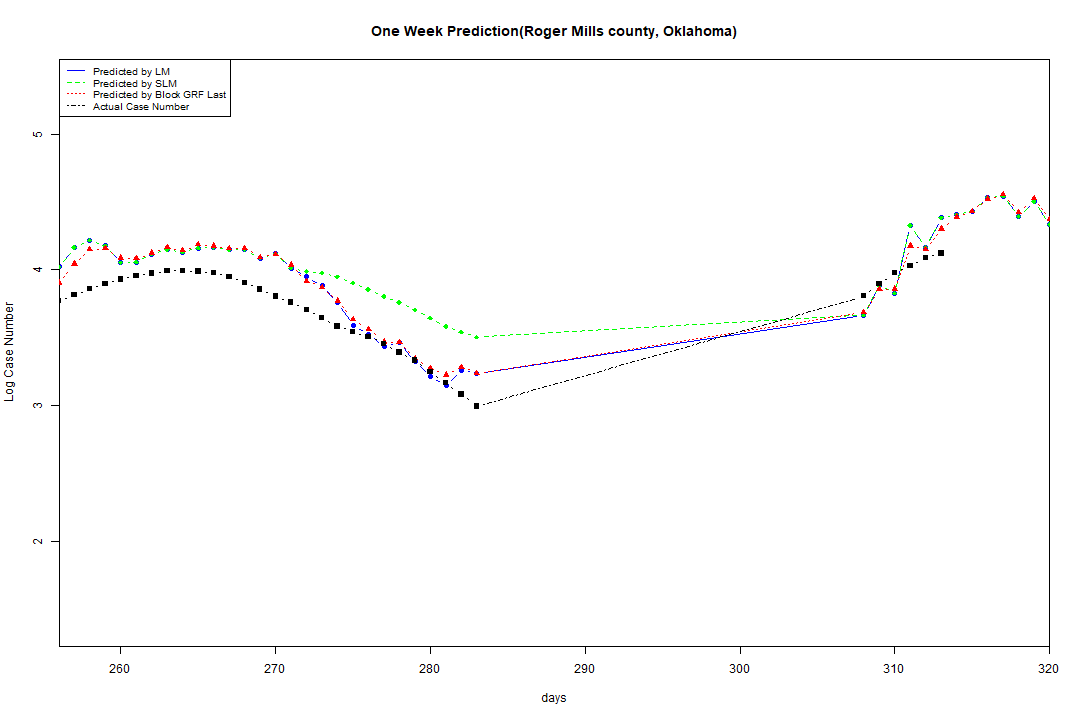 One Week Prediction(Roger Mills county, Oklahoma)
Predicted by LM
Predicted by SLM
Predicted by Block GRF Last
Actual Case Number
5
4
3
2
Log Case Number
260 270 280 290 300 310 320
days